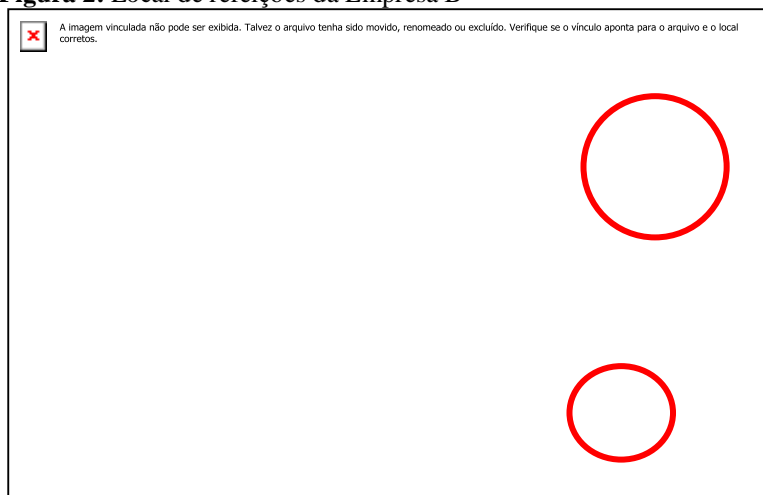 Figura 2: Local de refeições da Empresa B
A imagem vinculada não pode ser exibida. Talvez o arquivo tenha sido movido, renomeado ou excluído. Verifique se o vínculo aponta para o arquivo e o local
corretos.